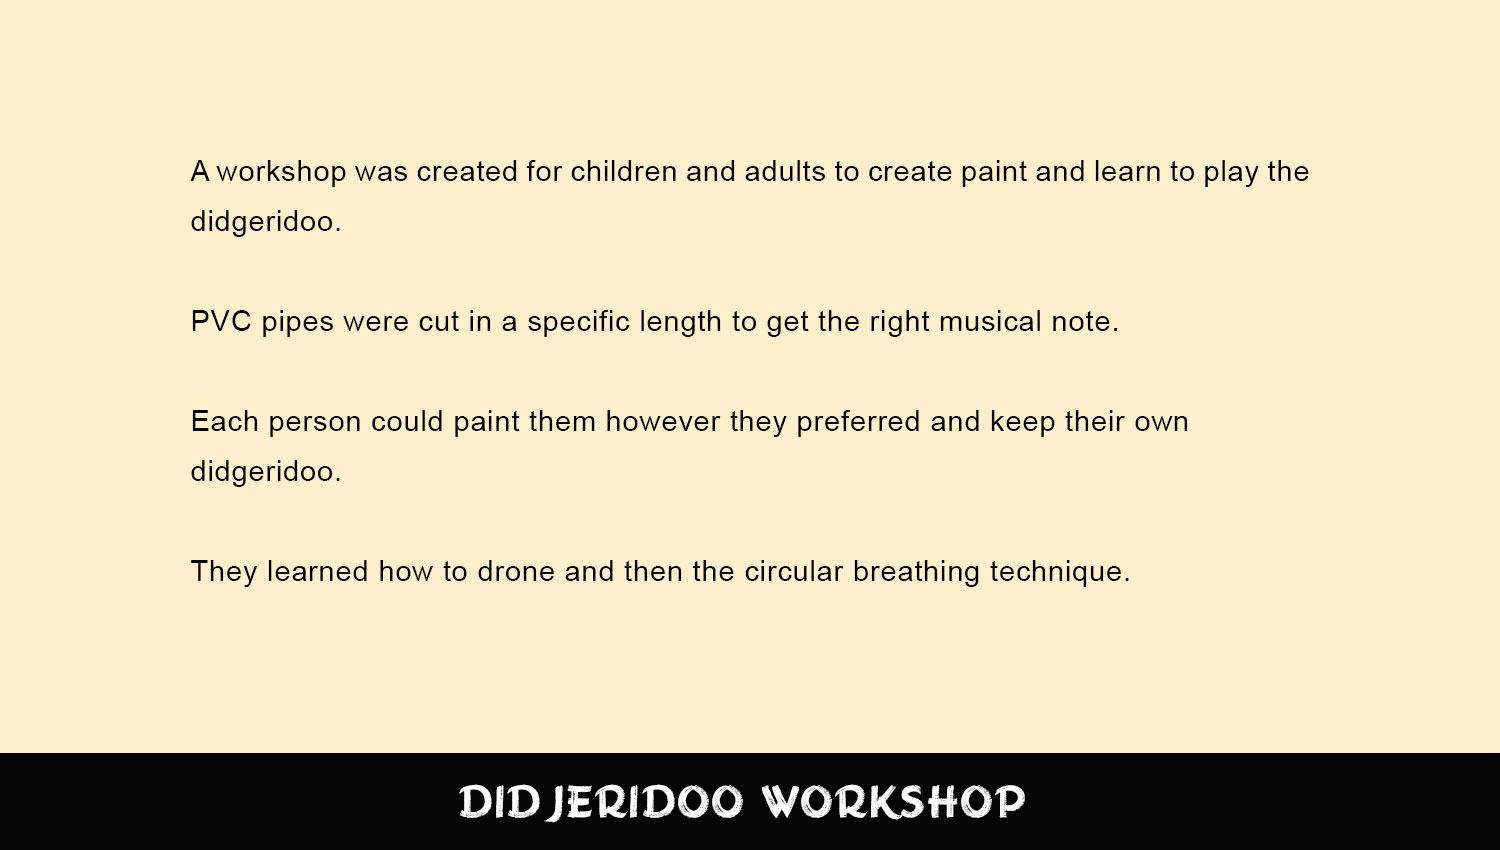 A workshop was created for children and adults to create paint and learn to play the
didgeridoo.
PVC pipes were cut in a specific length to get the right musical note.
Each person could paint them however they preferred and keep their own
didgeridoo.
They learned how to drone and then the circular breathing technique.
DIDJERIDOO WORKSHOP